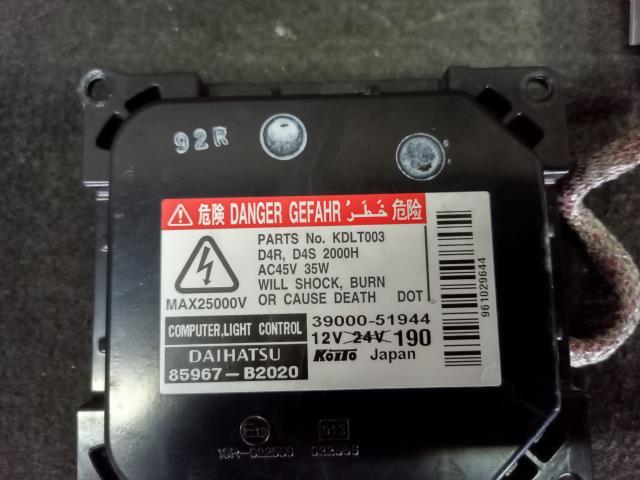 92R
危険 DANGER GEFAHR خَطَرْ 危险
PARTS No. KDLT003
D4R, D4S 2000H
AC45V 35W
WILL SHOCK, BURN
OR CAUSE DEATH DOT
MAX25000V
COMPUTER,LIGHT CONTROL 39000-51944
12V 24V 190
DAIHATSU KOITO Japan
85967-B2020
961029644
E13